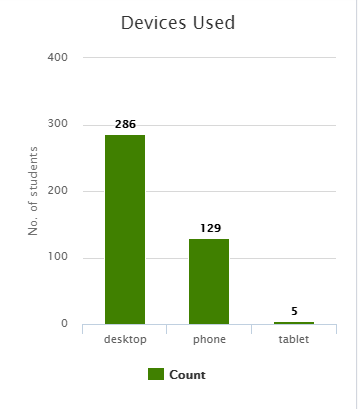 Devices Used
400
300
200
100
0
No. of students
286
129
5
desktop
phone
tablet
Count